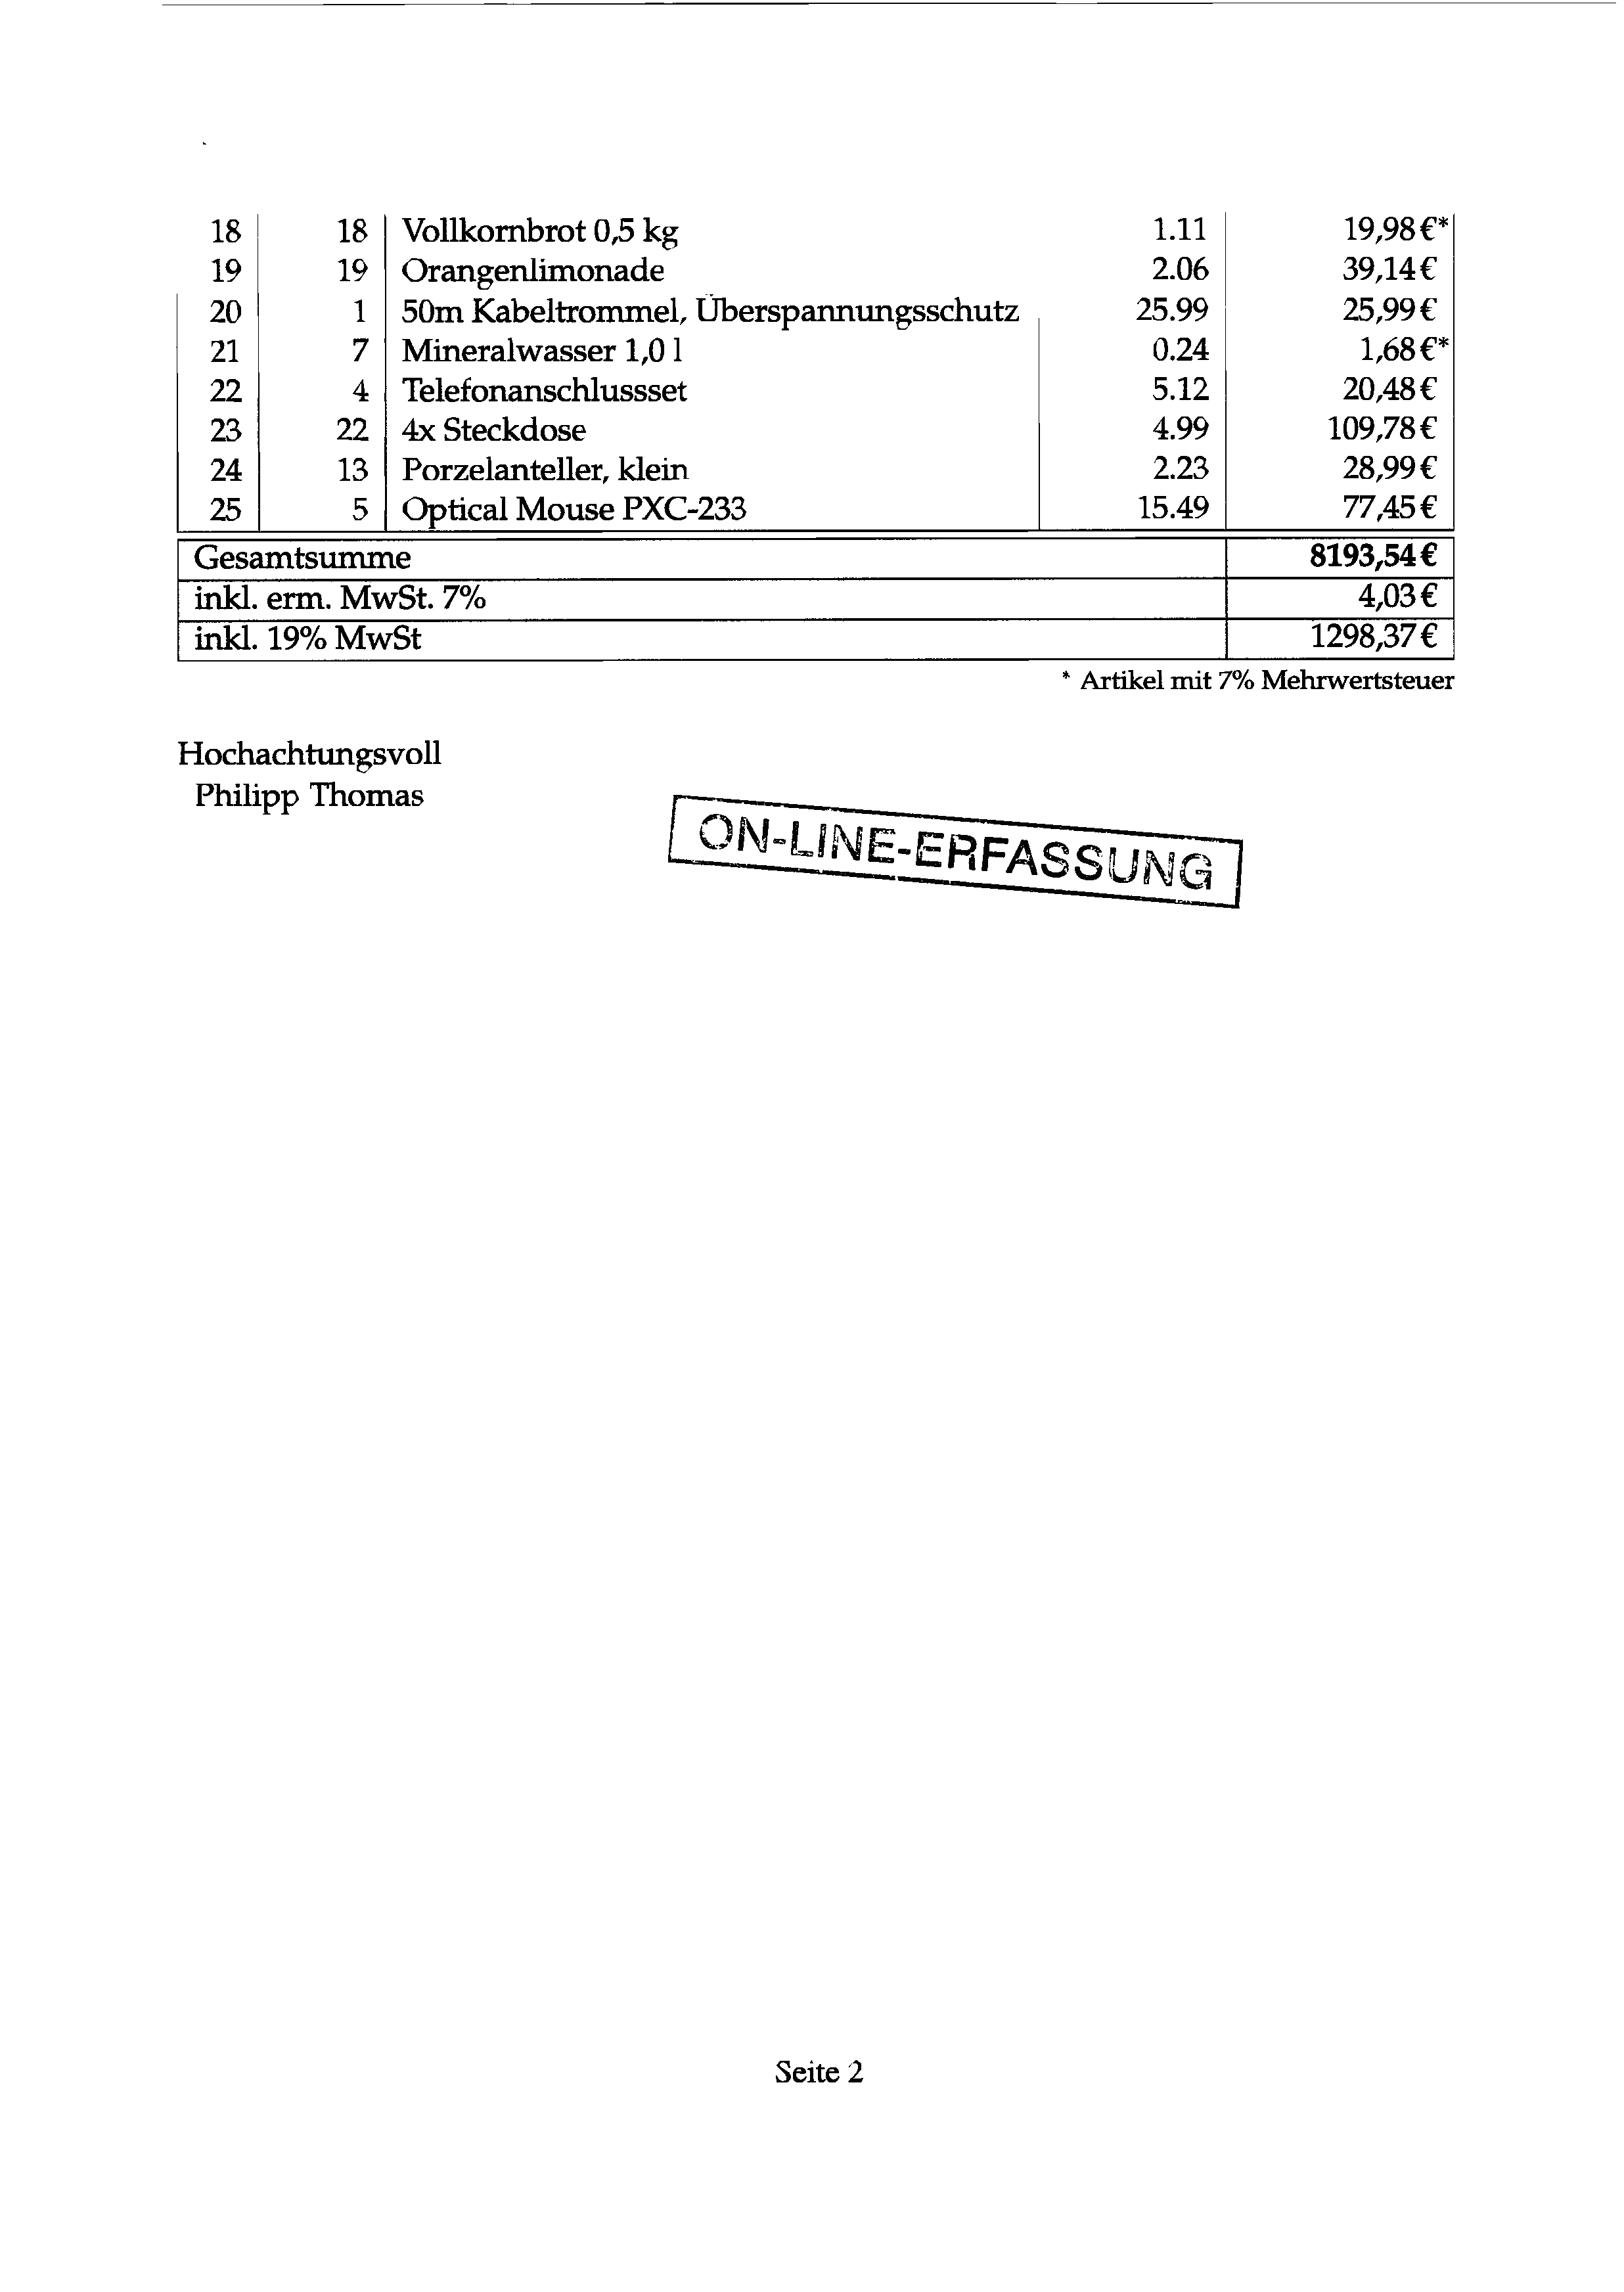 18 18 Vollkornbrot 0,5 kg 1.11 19,98 €*
19 19 Orangenlimonade 2.06 39,14 €
20 1 50m Kabeltrommel, Überspannungsschutz 25.99 25,99 €
21 7 Mineralwasser 1,0 l 0.24 1,68 €*
22 4 Telefonanschlussset 5.12 20,48 €
23 22 4x Steckdose 4.99 109,78 €
24 13 Porzelanteller, klein 2.23 28,99 €
25 5 Optical Mouse PXC-233 15.49 77,45 €
Gesamtsumme 8193,54 €
inkl. erm. MwSt. 7% 4,03 €
inkl. 19% MwSt 1298,37 €
* Artikel mit 7% Mehrwertsteuer
Hochachtungsvoll
Philipp Thomas
ON-LINE-ERFASSUNG
Seite 2